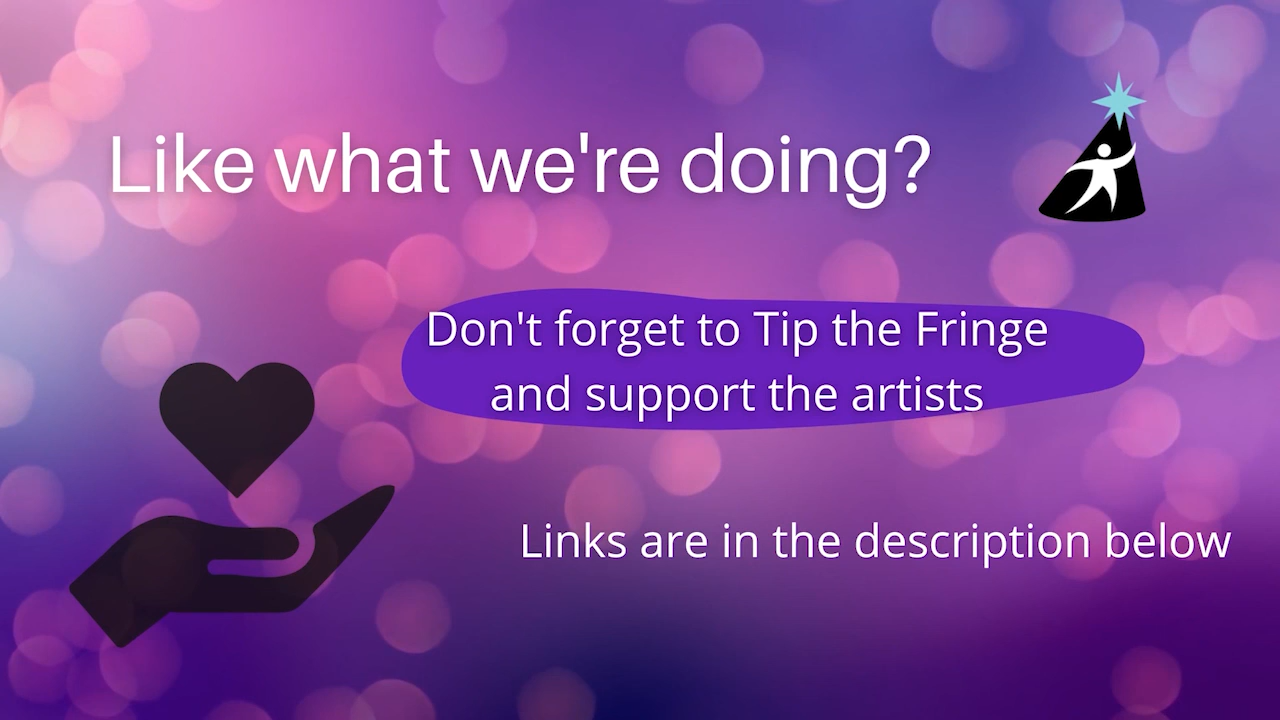 Like what we're doing?
Don't forget to Tip the Fringe
and support the artists
Links are in the description below